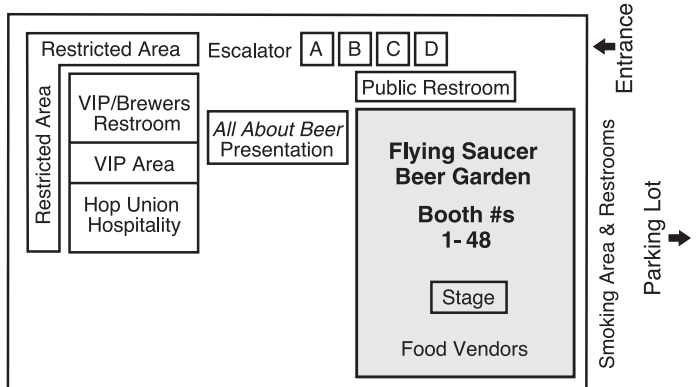 Restricted Area
Escalator
A
B
C
D
Entrance
Public Restroom
Restricted Area
VIP/Brewers
Restroom
VIP Area
Hop Union
Hospitality
All About Beer
Presentation
Flying Saucer
Beer Garden
Booth #s
1-48
Stage
Food Vendors
Smoking Area & Restrooms
Parking Lot